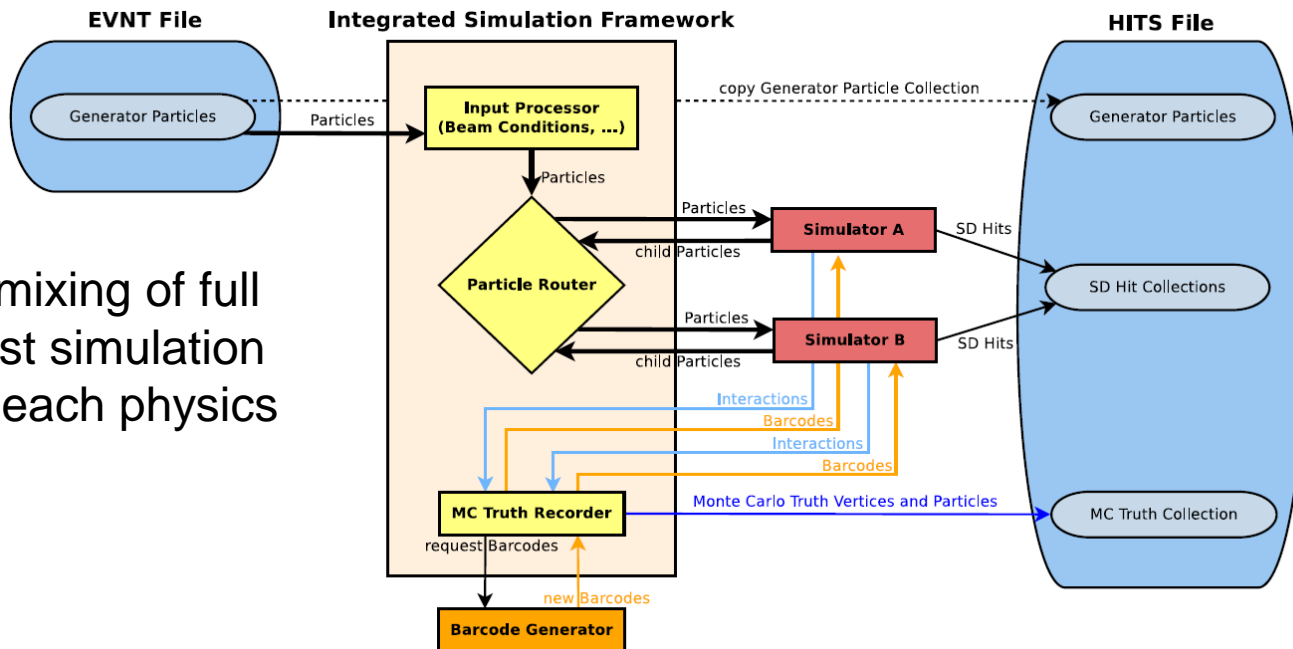 EVNT File
Integrated Simulation Framework
HITS File
Generator Particles
Particles
Input Processor
(Beam Conditions, ...)
copy Generator Particle Collection
Generator Particles
Particles
Particles
Simulator A
SD Hits
child Particles
mixing of full
Particle Router
SD Hit Collections
st simulation
Particles
Simulator B
SD Hits
child Particles
each physics
Interactions
Barcodes
Interactions
Barcodes
MC Truth Recorder
Monte Carlo Truth Vertices and Particles
MC Truth Collection
request Barcodes
new Barcodes
Barcode Generator